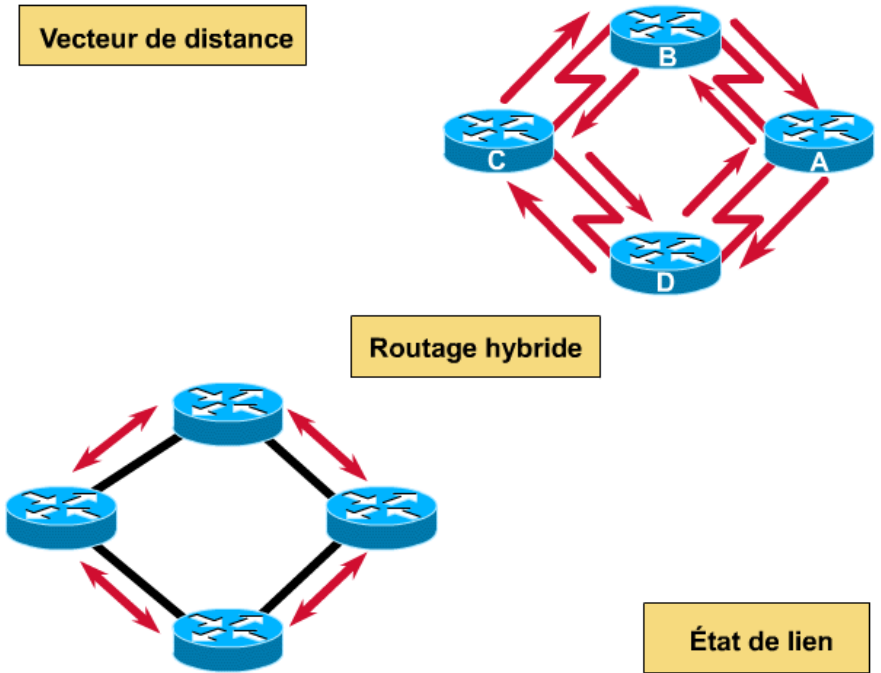 Vecteur de distance
B
C
A
D
Routage hybride
État de lien